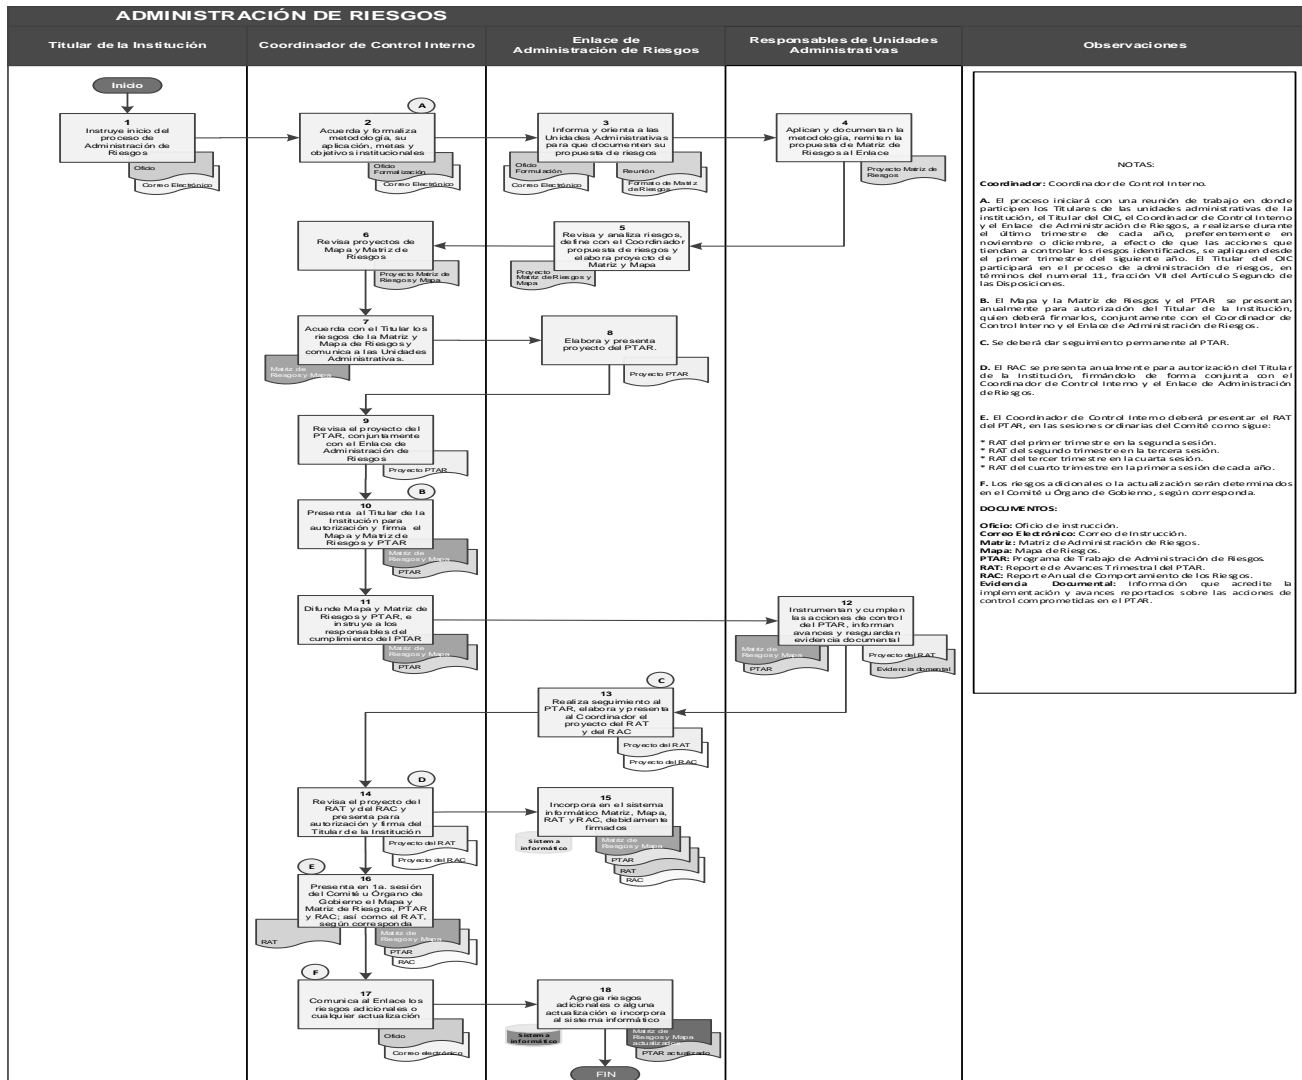 ADMINISTRACIÓN DE RIESGOS
Titular de la Institución
Coordinador de Control Interno
Enlace de
Administración de Riesgos
Responsables de Unidades
Administrativas
Observaciones
Inicio
1
Instruye inicio del
proceso de
Administración de
Riesgos
Oficio
Correo Electrónico
A
2
Acuerda y formaliza
metodología, su
aplicación, metas y
objetivos institucionales
Oficio
Formalización
Correo Electrónico
3
Informa y orienta a las
Unidades Administrativas
para que documenten su
propuesta de riesgos
Oficio
Formulación
Correo Electrónico
Reunión
Formato de Matriz
de Riesgos
4
Aplican y documentan la
metodología, remiten la
propuesta de Matriz de
Riesgos al Enlace
Proyecto Matriz de
Riesgos
5
Revisa y analiza riesgos,
define con el Coordinador
propuesta de riesgos y
elabora proyecto de
Matriz y Mapa
Proyecto
Matriz de Riesgos y
Mapa
6
Revisa proyectos de
Mapa y Matriz de
Riesgos
Proyecto Matriz de
Riesgos y Mapa
7
Acuerda con el Titular los
riesgos de la Matriz y
Mapa de Riesgos y
comunica a las Unidades
Administrativas.
Matriz de
Riesgos y Mapa
8
Elabora y presenta
proyecto del PTAR.
Proyecto PTAR
9
Revisa el proyecto del
PTAR, conjuntamente
con el Enlace de
Administración de
Riesgos
Proyecto PTAR
B
10
Presenta al Titular de la
Institución para
autorización y firma el
Mapa y Matriz de
Riesgos y PTAR
Matriz de
Riesgos y Mapa
PTAR
11
Difunde Mapa y Matriz de
Riesgos y PTAR, e
instruye a los
responsables del
cumplimiento del PTAR
Matriz de
Riesgos y Mapa
PTAR
12
Instrumentan y cumplen
las acciones de control
del PTAR, informan
avances y resguardan
evidencia documental
Matriz de
Riesgos y Mapa
PTAR
Proyecto del RAT
Evidencia domental
C
13
Realiza seguimiento al
PTAR, elabora y presenta
al Coordinador el
proyecto del RAT
y del RAC
Proyecto del RAT
Proyecto del RAC
D
14
Revisa el proyecto del
RAT y del RAC y
presenta para
autorización y firma del
Titular de la Institución
Proyecto del RAT
Proyecto del RAC
15
Incorpora en el sistema
informático Matriz, Mapa,
RAT y RAC, debidamente
firmados
Sistema
informático
Matriz de
Riesgos y Mapa
PTAR
RAT
RAC
E
16
Presenta en 1a. sesión
del Comité u Órgano de
Gobierno el Mapa y
Matriz de Riesgos, PTAR
y RAC; así como el RAT,
según corresponda
RAT
Matriz de
Riesgos y Mapa
PTAR
RAC
F
17
Comunica al Enlace los
riesgos adicionales o
cualquier actualización
Oficio
Correo electrónico
18
Agrega riesgos
adicionales o alguna
actualización e incorpora
al sistema informático
Sistema
informático
Matriz de
Riesgos y Mapa
actualizados
PTAR actualizado
FIN
NOTAS:
Coordinador: Coordinador de Control Interno.
A. El proceso iniciará con una reunión de trabajo en donde
participen los Titulares de las unidades administrativas de la
institución, el Titular del OIC, el Coordinador de Control Interno
y el Enlace de Administración de Riesgos, a realizarse durante
el último trimestre de cada año, preferentemente en
noviembre o diciembre, a efecto de que las acciones que
tiendan a controlar los riesgos identificados, se apliquen desde
el primer trimestre del siguiente año. El Titular del OIC
participará en el proceso de administración de riesgos, en
términos del numeral 11, fracción VII del Artículo Segundo de
las Disposiciones.
B. El Mapa y la Matriz de Riesgos y el PTAR se presentan
anualmente para autorización del Titular de la Institución,
quien deberá firmarlos, conjuntamente con el Coordinador de
Control Interno y el Enlace de Administración de Riesgos.
C. Se deberá dar seguimiento permanente al PTAR.
D. El RAC se presenta anualmente para autorización del Titular
de la Institución, firmándolo de forma conjunta con el
Coordinador de Control Interno y el Enlace de Administración
de Riesgos.
E. El Coordinador de Control Interno deberá presentar el RAT
del PTAR, en las sesiones ordinarias del Comité como sigue:
* RAT del primer trimestre en la segunda sesión.
* RAT del segundo trimestre en la tercera sesión.
* RAT del tercer trimestre en la cuarta sesión.
* RAT del cuarto trimestre en la primera sesión de cada año.
F. Los riesgos adicionales o la actualización serán determinados
en el Comité u Órgano de Gobierno, según corresponda.
DOCUMENTOS:
Oficio: Oficio de instrucción.
Correo Electrónico: Correo de Instrucción.
Matriz: Matriz de Administración de Riesgos.
Mapa: Mapa de Riesgos.
PTAR: Programa de Trabajo de Administración de Riesgos.
RAT: Reporte de Avances Trimestral del PTAR.
RAC: Reporte Anual de Comportamiento de los Riesgos.
Evidencia Documental: Información que acredite la
implementación y avances reportados sobre las acciones de
control comprometidas en el PTAR.